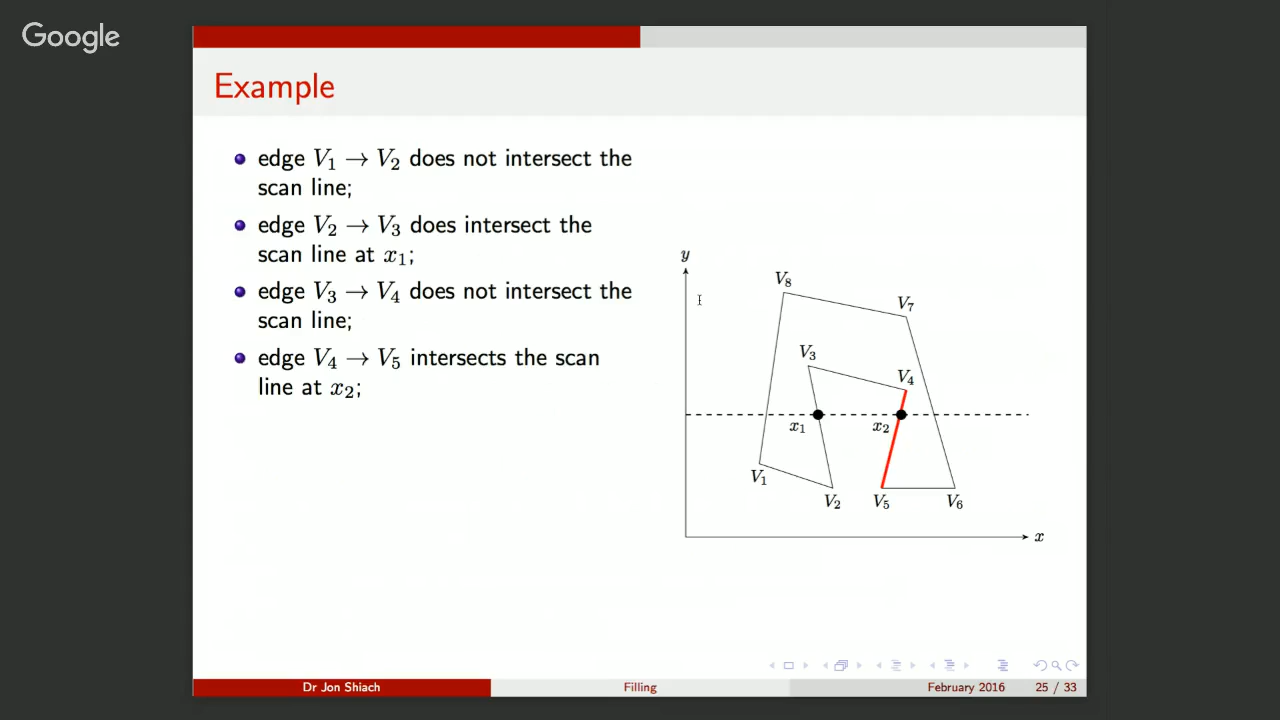 Google
Example
edge V₁ → V₂ does not intersect the
scan line;
edge V₂ → V₃ does intersect the
scan line at x₁;
edge V₃ → V₄ does not intersect the
scan line;
edge V₄ → V₅ intersects the scan
line at x₂;
y
V₈
V₇
V₃
V₄
x₁
x₂
V₁
V₂
V₅
V₆
x
Dr Jon Shiach
Filling
February 2016
25 / 33